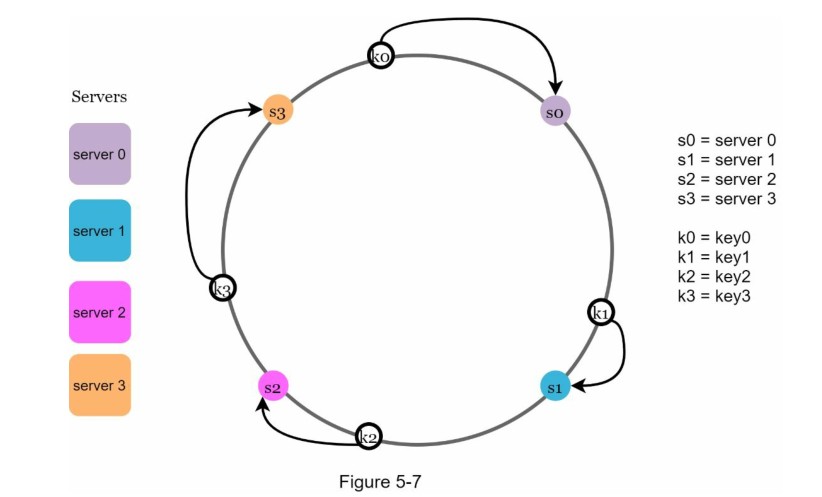 Servers
server 0
server 1
server 2
server 3
k0
s0
s3
k3
k1
s2
s1
k2
s0 = server 0
s1 = server 1
s2 = server 2
s3 = server 3
k0 = key0
k1 = key1
k2 = key2
k3 = key3
Figure 5-7